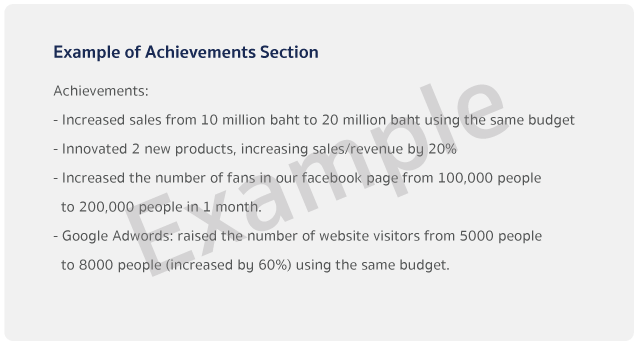 Example of Achievements Section
Achievements:
- Increased sales from 10 million baht to 20 million baht using the same budget
- Innovated 2 new products, increasing sales/revenue by 20%
- Increased the number of fans in our facebook page from 100,000 people
to 200,000 people in 1 month.
- Google Adwords: raised the number of website visitors from 5000 people
to 8000 people (increased by 60%) using the same budget.
Example